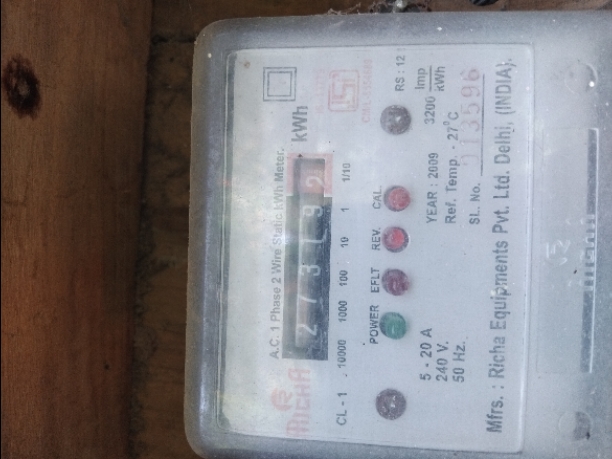 A.C. 1 Phase 2 Wire Static kWh Meter.
RICHA
2 7 3 1 9 2 kWh
CL - 1 . 10000 1000 100 10 1 1/10
POWER EFLT REV. CAL.
RS : 12
5 - 20 A YEAR : 2009 3200 Imp/kWh
240 V. Ref. Temp. - 27°C
50 Hz. SL. No. 013596
Mfrs. : Richa Equipments Pvt. Ltd. Delhi, (INDIA).